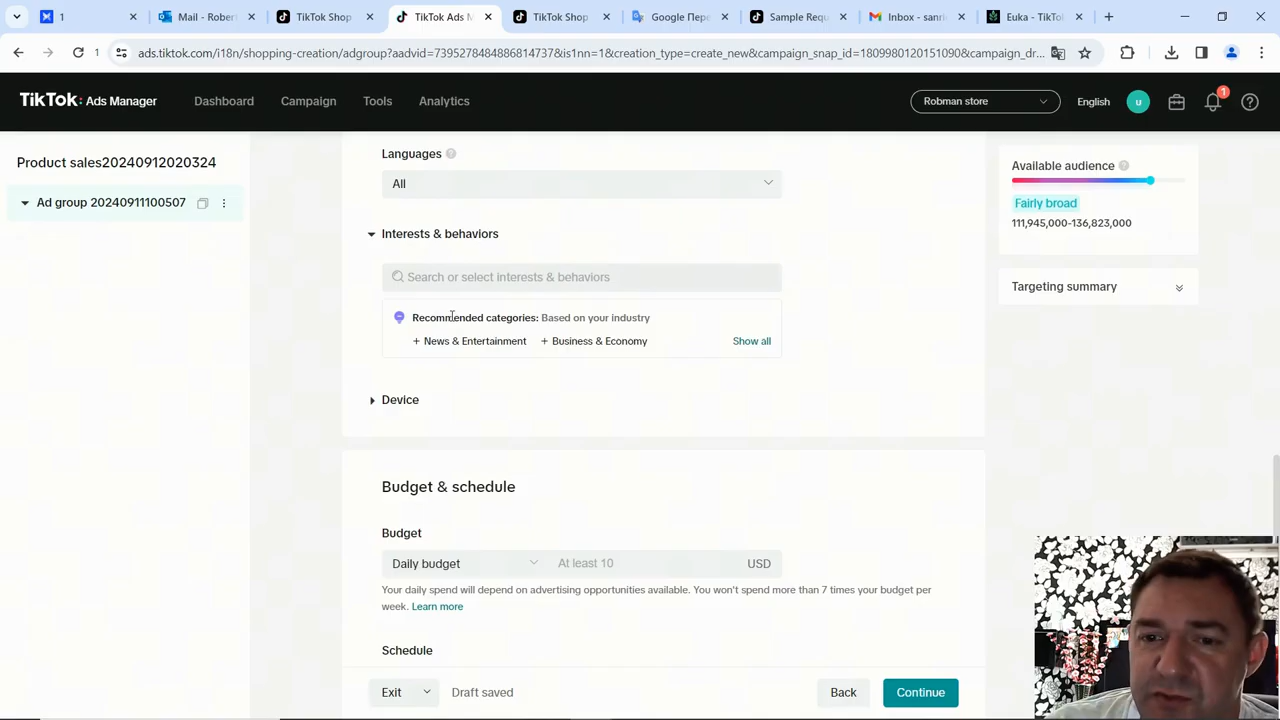 1
Mail - Rober
TikTok Shop
TikTok Ads M
TikTok Shop
Google Пере
Sample Requ
Inbox - sanrk
Euka - TikTo
1
ads.tiktok.com/i18n/shopping-creation/adgroup?aadvid=7395278488486814737&is1nn=1&creation_type=create_new&campaign_snap_id=1809980120151090&campaign_dr...
TikTok: Ads Manager
Dashboard
Campaign
Tools
Analytics
Robman store
English
u
1
Product sales20240912020324
Ad group 20240911100507
Languages
All
Interests & behaviors
Search or select interests & behaviors
Recommended categories: Based on your industry
+ News & Entertainment + Business & Economy Show all
Device
Budget & schedule
Budget
Daily budget At least 10 USD
Your daily spend will depend on advertising opportunities available. You won't spend more than 7 times your budget per
week. Learn more
Schedule
Exit
Draft saved
Back
Continue
Available audience
Fairly broad
111,945,000-136,823,000
Targeting summary